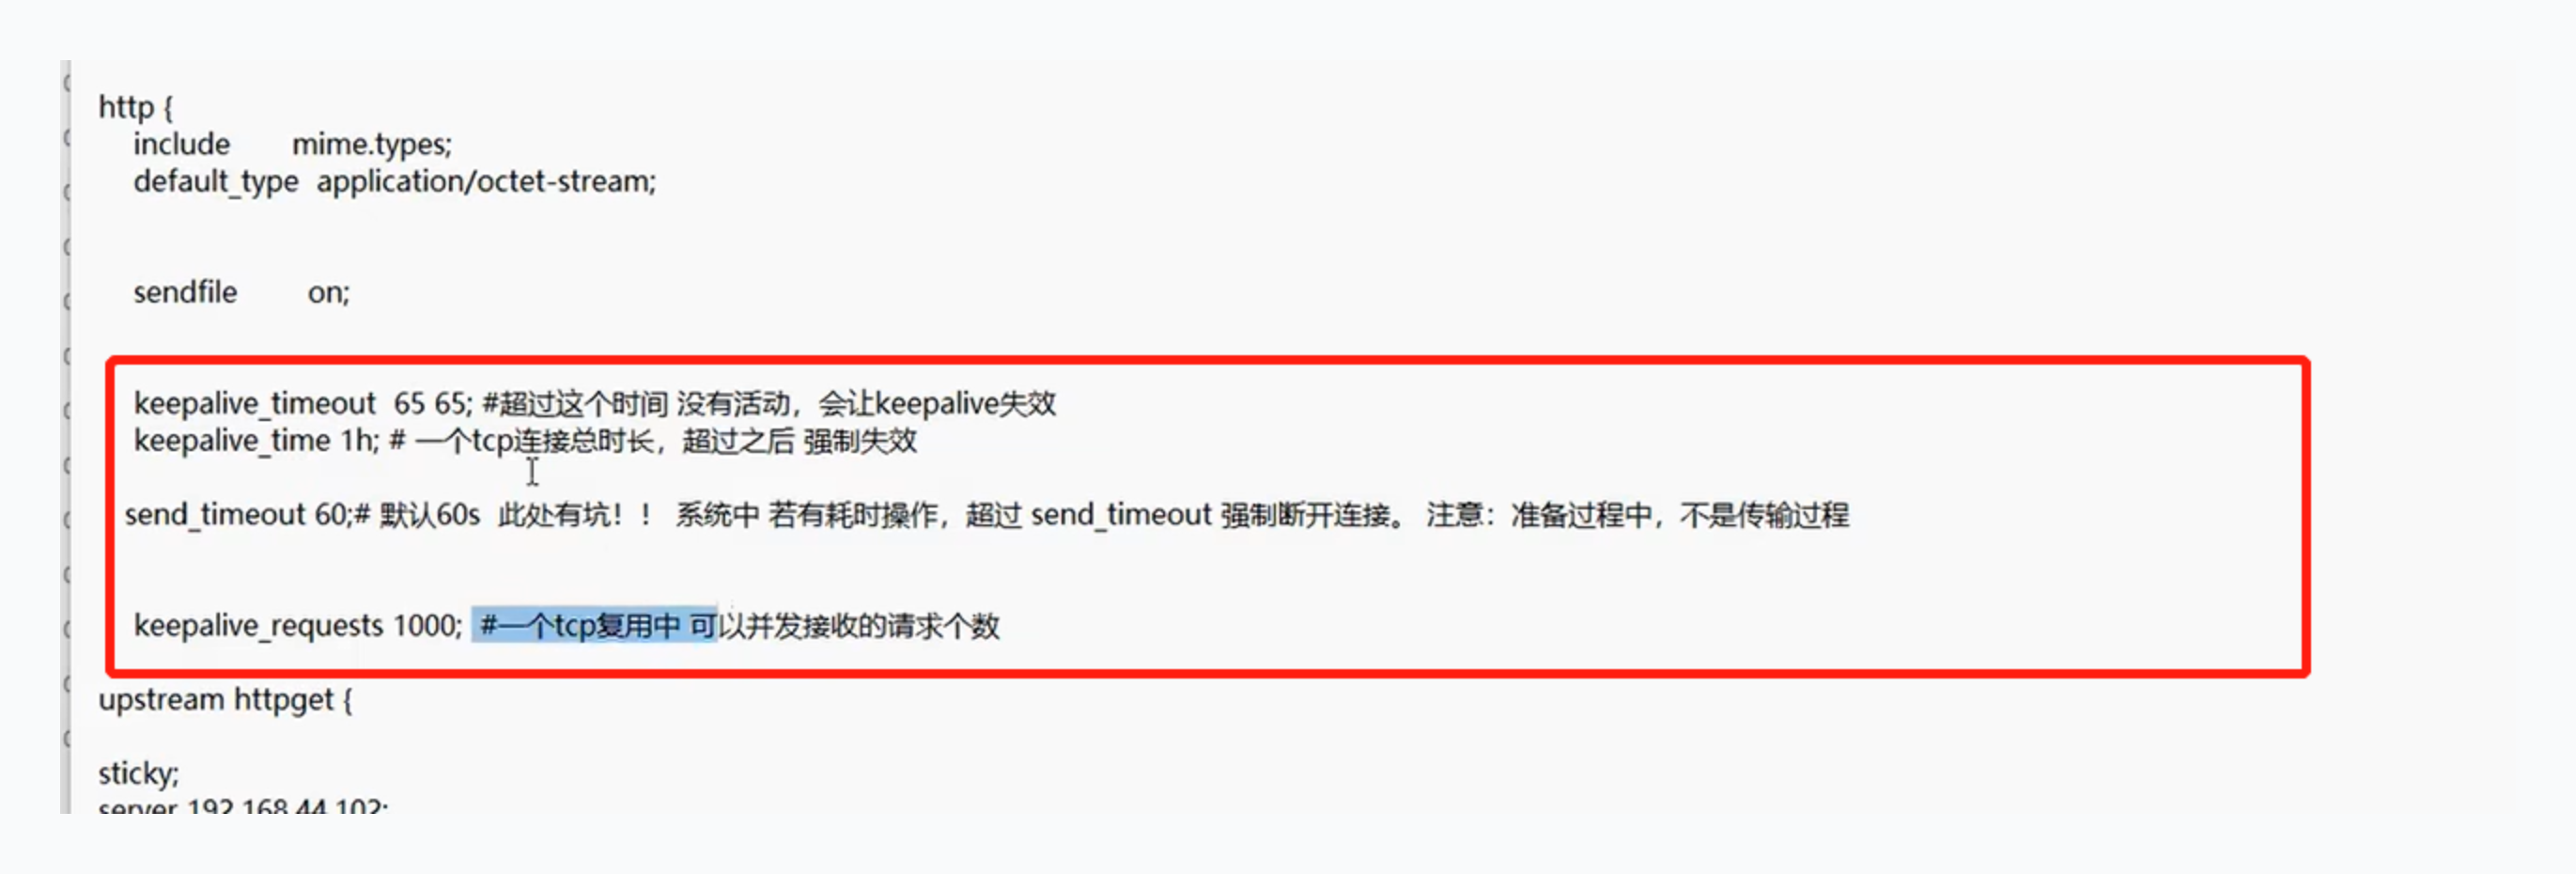 http {
include mime.types;
default_type application/octet-stream;
sendfile on;
keepalive_timeout 65 65; #超过这个时间 没有活动，会让keepalive失效
keepalive_time 1h; # 一个tcp连接总时长，超过之后 强制失效
send_timeout 60;# 默认60s 此处有坑！！ 系统中 若有耗时操作，超过 send_timeout 强制断开连接。 注意：准备过程中，不是传输过程
keepalive_requests 1000; #一个tcp复用中 可以并发接收的请求个数
upstream httpget {
sticky;
server 192.168.44.102;